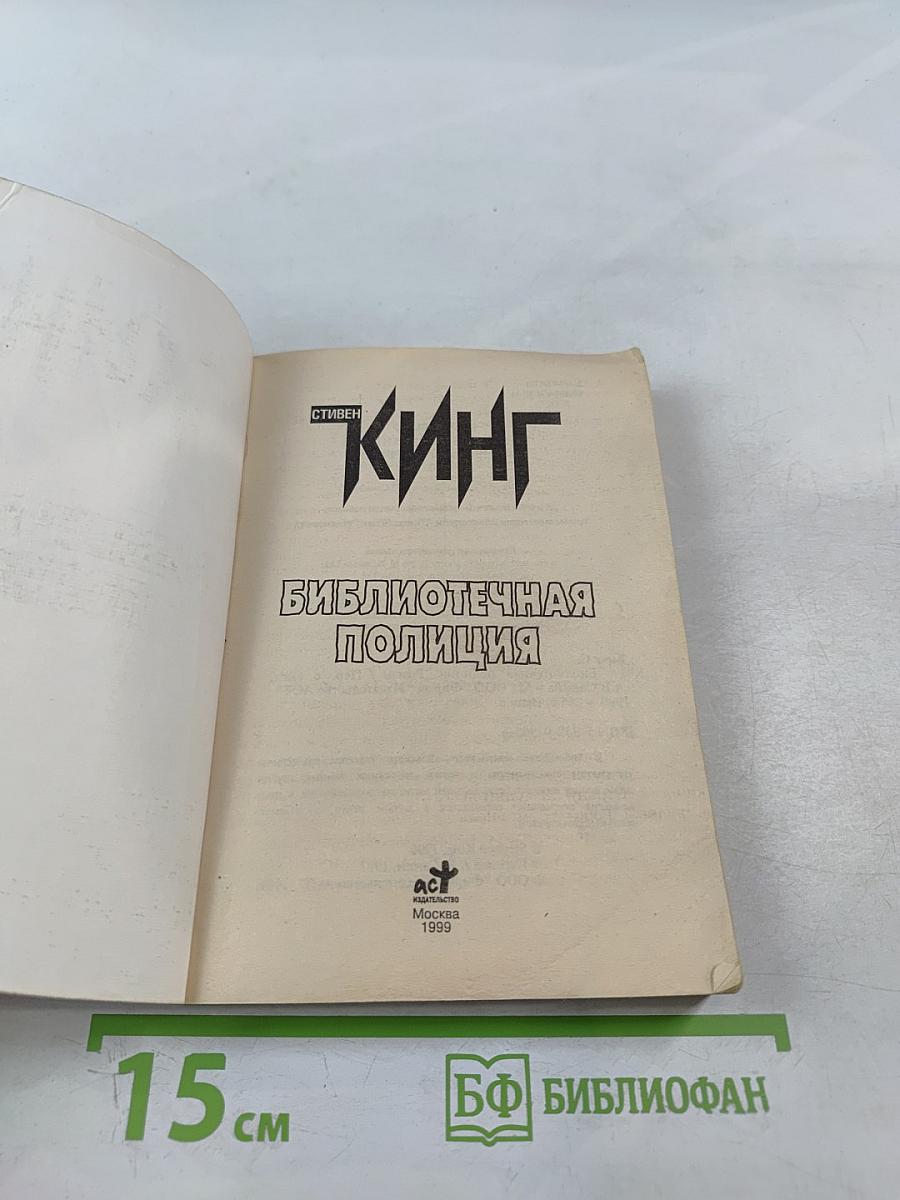 СТИВЕН
КИНГ
БИБЛИОТЕЧНАЯ
ПОЛИЦИЯ
аст
ИЗДАТЕЛЬСТВО
Москва
1999
15 см
БФ БИБЛИОФАН